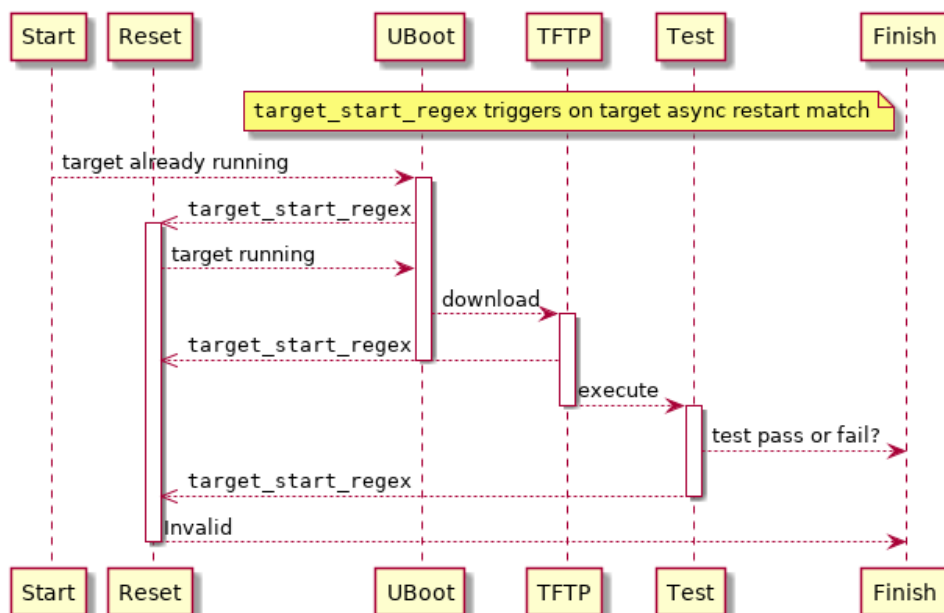 Start Reset UBoot TFTP Test Finish
target_start_regex triggers on target async restart match
target already running
target_start_regex
target running
download
target_start_regex
execute
test pass or fail?
target_start_regex
Invalid
Start Reset UBoot TFTP Test Finish